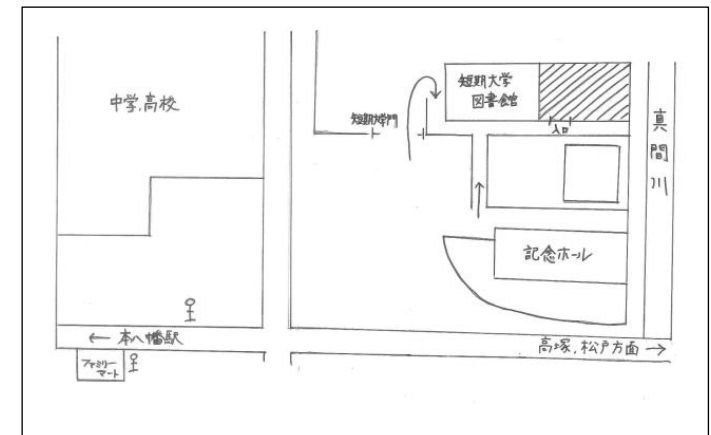 中学,高校
短期大学
図書館
短期大学門
入口
真間川
記念ホール
← 本八幡駅
高塚,松戸方面 →
ファミリー
マート